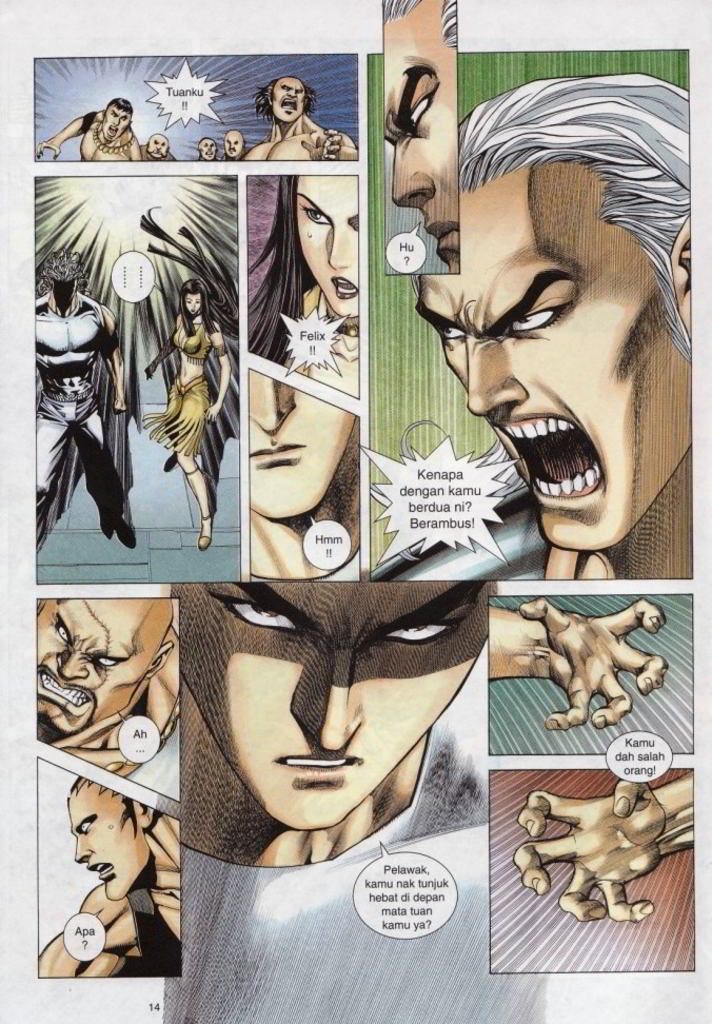 Tuanku
!!
Hu
?
Kenapa
dengan kamu
berdua ni?
Berambus!
......
Felix
!!
Hmm
!!
Ah
...
Apa
?
Pelawak,
kamu nak tunjuk
hebat di depan
mata tuan
kamu ya?
Kamu
dah salah
orang!
14